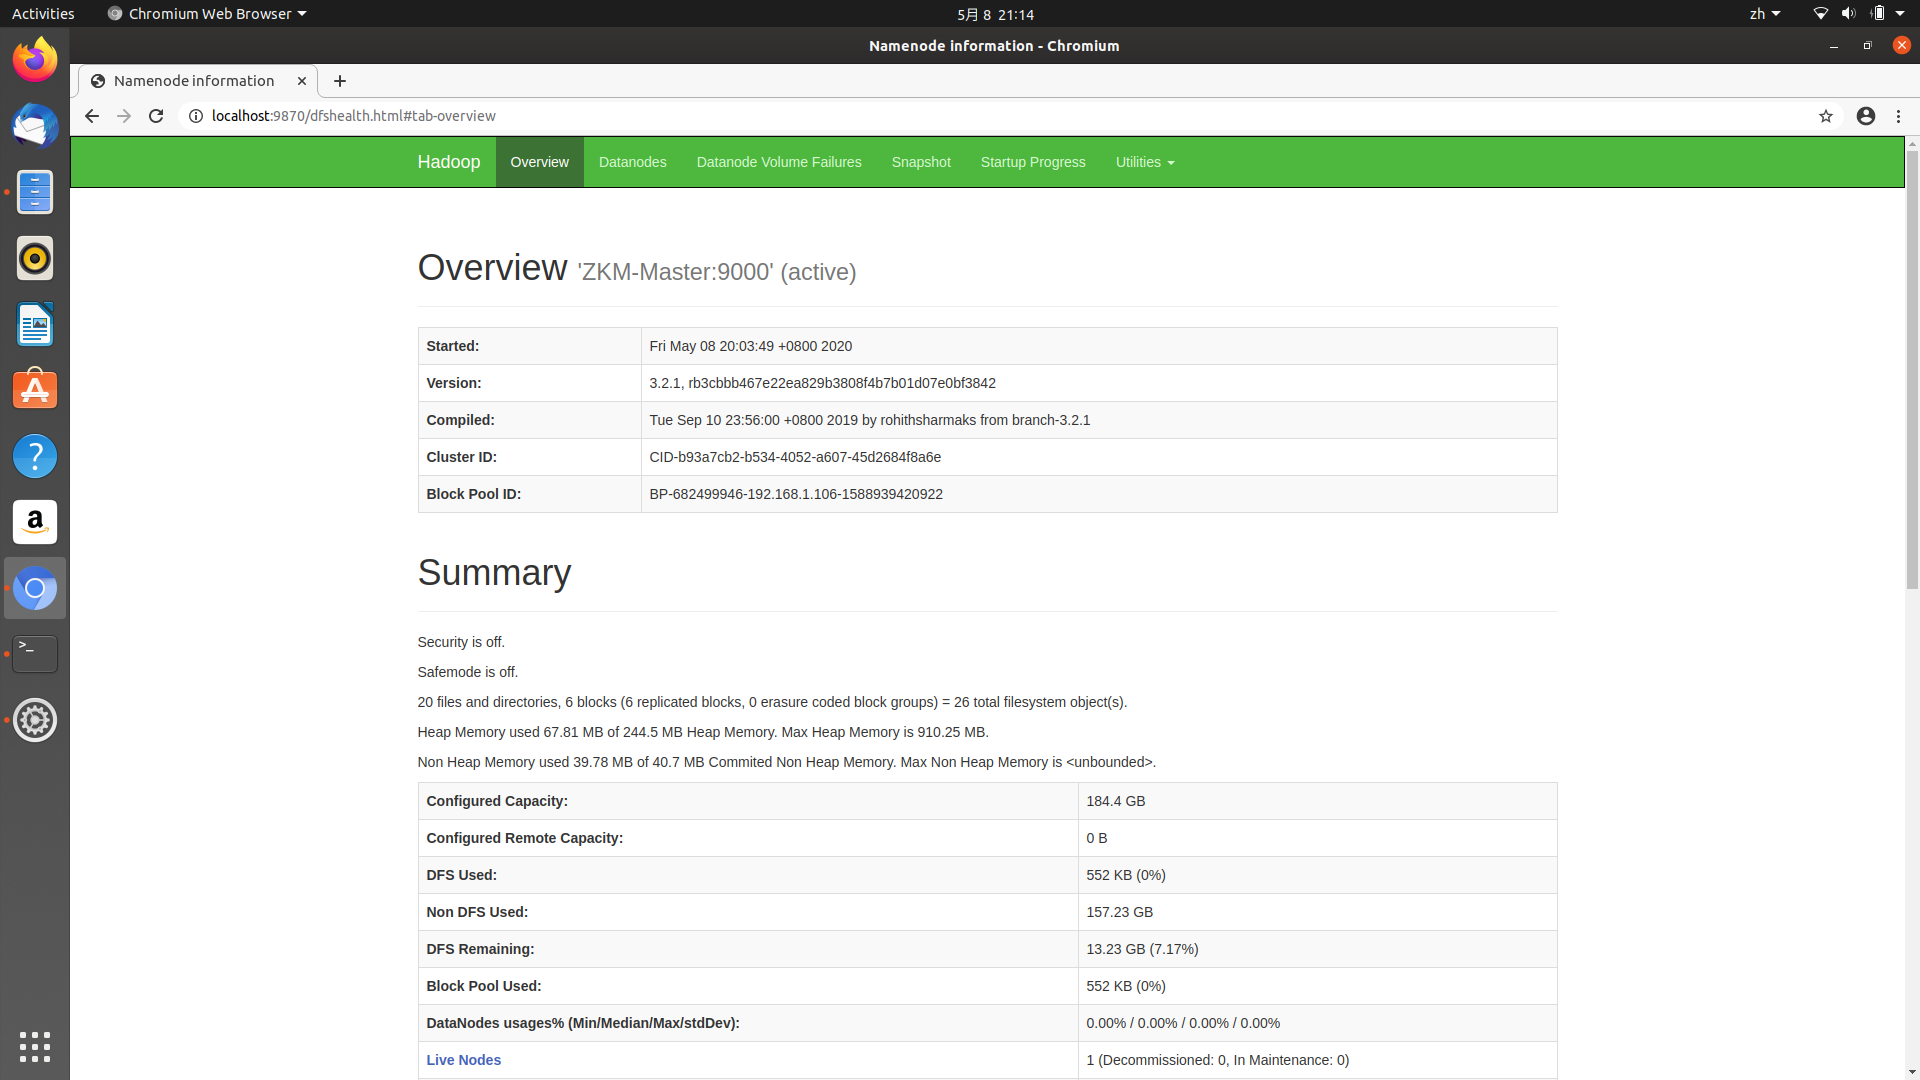 Activities
Chromium Web Browser
5月 8 21:14
zh
Namenode information - Chromium
Namenode information
localhost:9870/dfshealth.html#tab-overview
Hadoop Overview Datanodes Datanode Volume Failures Snapshot Startup Progress Utilities
Overview 'ZKM-Master:9000' (active)
Started: Fri May 08 20:03:49 +0800 2020
Version: 3.2.1, rb3cbbb467e22ea829b3808f4b7b01d07e0bf3842
Compiled: Tue Sep 10 23:56:00 +0800 2019 by rohithsharmaks from branch-3.2.1
Cluster ID: CID-b93a7cb2-b534-4052-a607-45d2684f8a6e
Block Pool ID: BP-682499946-192.168.1.106-1588939420922
Summary
Security is off.
Safemode is off.
20 files and directories, 6 blocks (6 replicated blocks, 0 erasure coded block groups) = 26 total filesystem object(s).
Heap Memory used 67.81 MB of 244.5 MB Heap Memory. Max Heap Memory is 910.25 MB.
Non Heap Memory used 39.78 MB of 40.7 MB Commited Non Heap Memory. Max Non Heap Memory is <unbounded>.
Configured Capacity: 184.4 GB
Configured Remote Capacity: 0 B
DFS Used: 552 KB (0%)
Non DFS Used: 157.23 GB
DFS Remaining: 13.23 GB (7.17%)
Block Pool Used: 552 KB (0%)
DataNodes usages% (Min/Median/Max/stdDev): 0.00% / 0.00% / 0.00% / 0.00%
Live Nodes 1 (Decommissioned: 0, In Maintenance: 0)